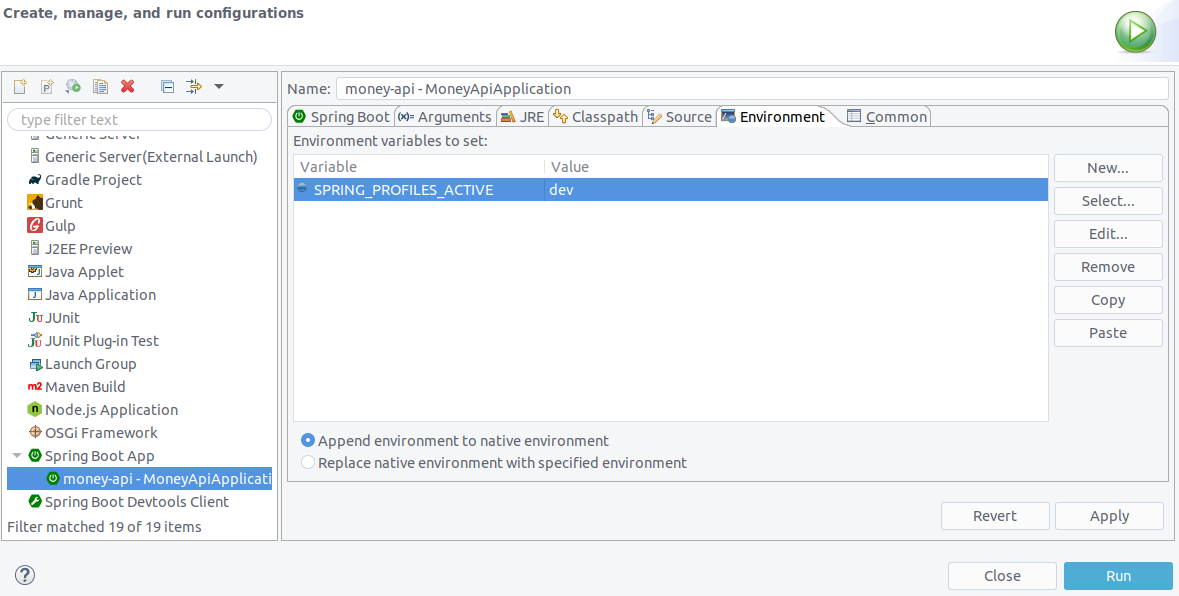 Create, manage, and run configurations
type filter text
Generic Server
Generic Server(External Launch)
Gradle Project
Grunt
Gulp
J2EE Preview
Java Applet
Java Application
JUnit
JUnit Plug-in Test
Launch Group
Maven Build
Node.js Application
OSGi Framework
Spring Boot App
money-api - MoneyApiApplicati
Spring Boot Devtools Client
Filter matched 19 of 19 items
Name: money-api - MoneyApiApplication
Spring Boot (x)= Arguments JRE Classpath Source Environment Common
Environment variables to set:
Variable Value
SPRING_PROFILES_ACTIVE dev
New...
Select...
Edit...
Remove
Copy
Paste
Append environment to native environment
Replace native environment with specified environment
Revert Apply
Close Run